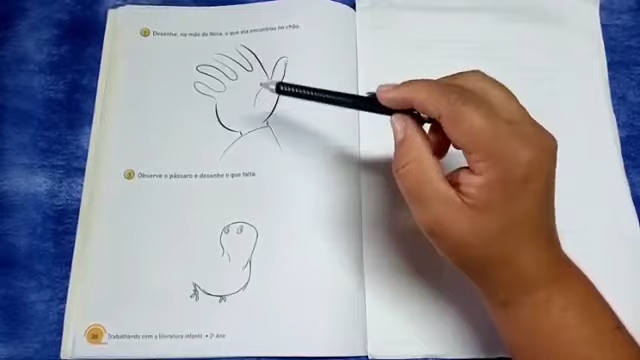 Desenhe, na mão de Nina, o que ela encontrou no chão.
Observe o pássaro e desenhe o que falta.
Trabalhando com a literatura infantil • 2º Ano